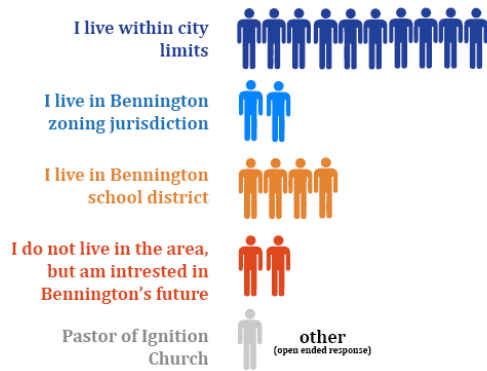 I live within city
limits
I live in Bennington
zoning jurisdiction
I live in Bennington
school district
I do not live in the area,
but am intrested in
Bennington's future
Pastor of Ignition
Church
other
(open ended response)